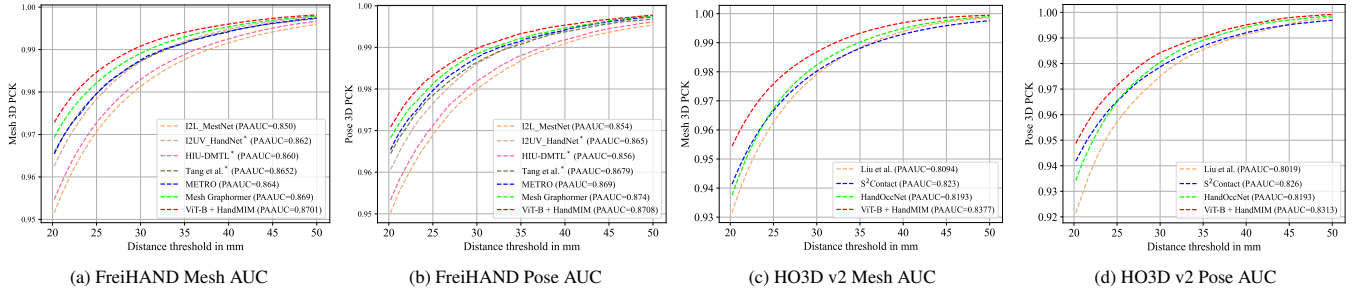 1.00
0.99
0.98
0.97
0.96
0.95
Mesh 3D PCK
20 25 30 35 40 45 50
Distance threshold in mm
I2L_MestNet (PAAUC=0.850)
I2UV_HandNet* (PAAUC=0.862)
HIU-DMTL* (PAAUC=0.860)
Tang et al.* (PAAUC=0.8652)
METRO (PAAUC=0.864)
Mesh Graphormer (PAAUC=0.869)
ViT-B + HandMIM (PAAUC=0.8701)
(a) FreiHAND Mesh AUC
1.00
0.99
0.98
0.97
0.96
0.95
Pose 3D PCK
20 25 30 35 40 45 50
Distance threshold in mm
I2L_MestNet (PAAUC=0.854)
I2UV_HandNet* (PAAUC=0.865)
HIU-DMTL* (PAAUC=0.856)
Tang et al.* (PAAUC=0.8679)
METRO (PAAUC=0.869)
Mesh Graphormer (PAAUC=0.874)
ViT-B + HandMIM (PAAUC=0.8708)
(b) FreiHAND Pose AUC
1.00
0.99
0.98
0.97
0.96
0.95
0.94
0.93
Mesh 3D PCK
20 25 30 35 40 45 50
Distance threshold in mm
Liu et al. (PAAUC=0.8094)
S²Contact (PAAUC=0.823)
HandOccNet (PAAUC=0.8193)
ViT-B + HandMIM (PAAUC=0.8377)
(c) HO3D v2 Mesh AUC
1.00
0.99
0.98
0.97
0.96
0.95
0.94
0.93
0.92
Pose 3D PCK
20 25 30 35 40 45 50
Distance threshold in mm
Liu et al. (PAAUC=0.8019)
S²Contact (PAAUC=0.826)
HandOccNet (PAAUC=0.8193)
ViT-B + HandMIM (PAAUC=0.8313)
(d) HO3D v2 Pose AUC